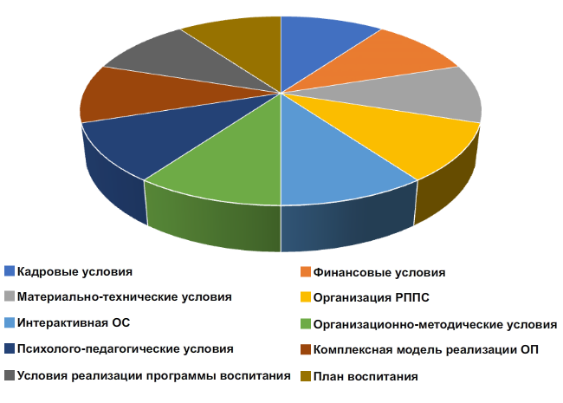 Кадровые условия
Финансовые условия
Материально-технические условия
Организация РППС
Интерактивная ОС
Организационно-методические условия
Психолого-педагогические условия
Комплексная модель реализации ОП
Условия реализации программы воспитания
План воспитания